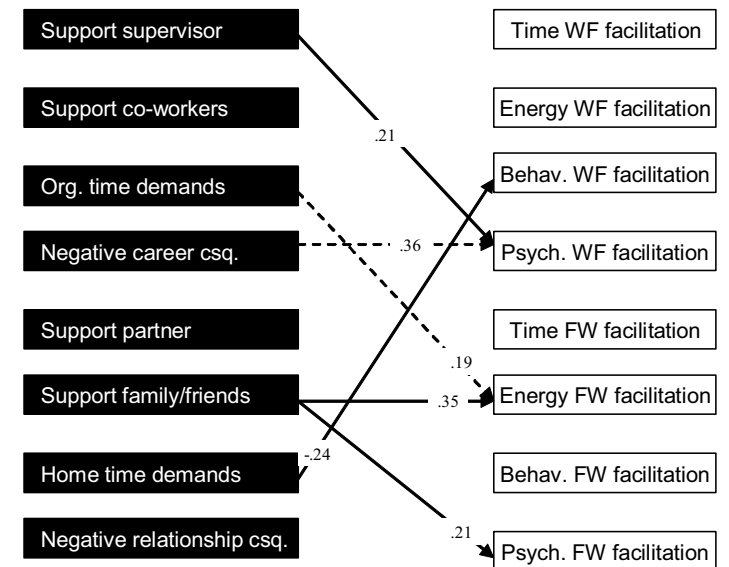 Support supervisor
Time WF facilitation
Support co-workers
Energy WF facilitation
.21
Org. time demands
Behav. WF facilitation
Negative career csq.
.36
Psych. WF facilitation
Support partner
Time FW facilitation
.19
Support family/friends
.35
Energy FW facilitation
-.24
Home time demands
Behav. FW facilitation
.21
Negative relationship csq.
Psych. FW facilitation